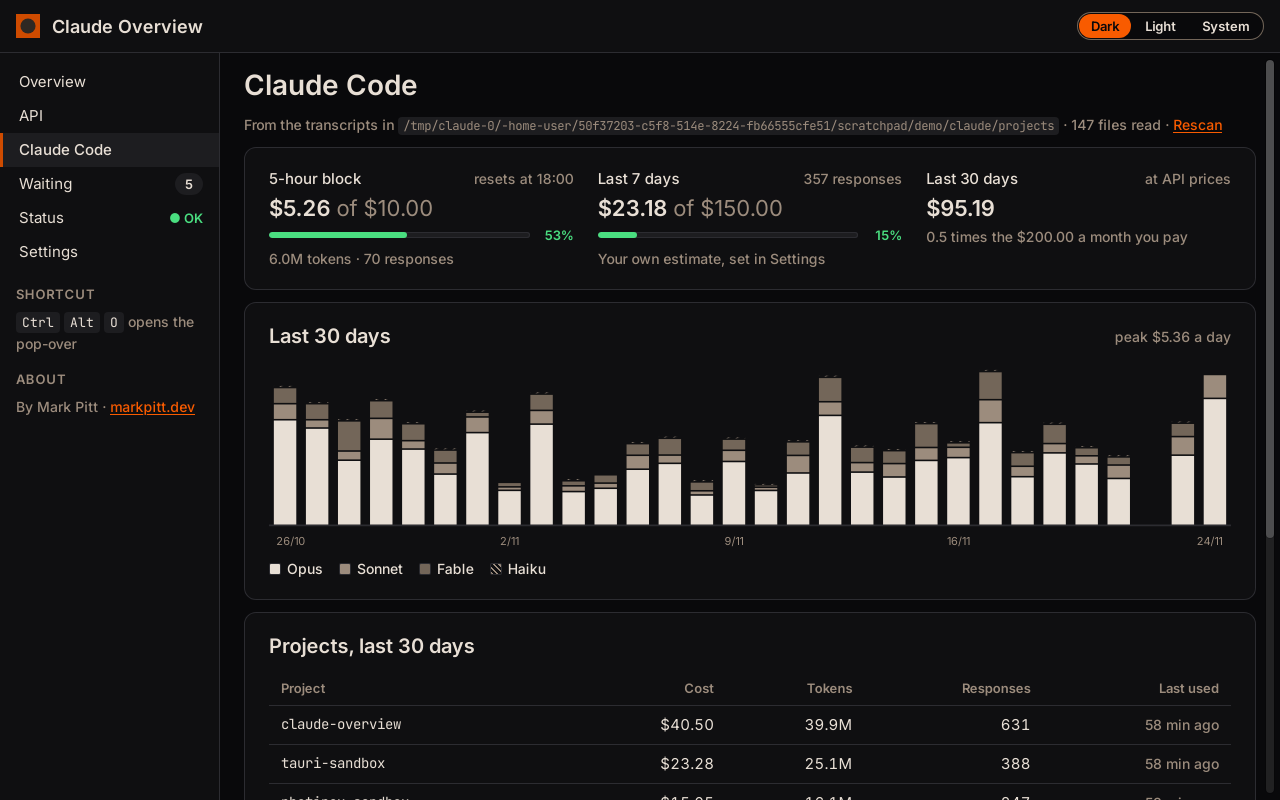 Claude Overview
Dark Light System
Overview
API
Claude Code
Waiting 5
Status OK
Settings
SHORTCUT
Ctrl Alt O opens the
pop-over
ABOUT
By Mark Pitt · markpitt.dev
Claude Code
From the transcripts in /tmp/claude-0/-home-user/50f37203-c5f8-514e-8224-fb66555cfe51/scratchpad/demo/claude/projects · 147 files read · Rescan
5-hour block resets at 18:00
$5.26 of $10.00
53%
6.0M tokens · 70 responses
Last 7 days 357 responses
$23.18 of $150.00
15%
Your own estimate, set in Settings
Last 30 days at API prices
$95.19
0.5 times the $200.00 a month you pay
Last 30 days peak $5.36 a day
26/10 2/11 9/11 16/11 24/11
Opus Sonnet Fable Haiku
Projects, last 30 days
Project Cost Tokens Responses Last used
claude-overview $40.50 39.9M 631 58 min ago
tauri-sandbox $23.28 25.1M 388 58 min ago